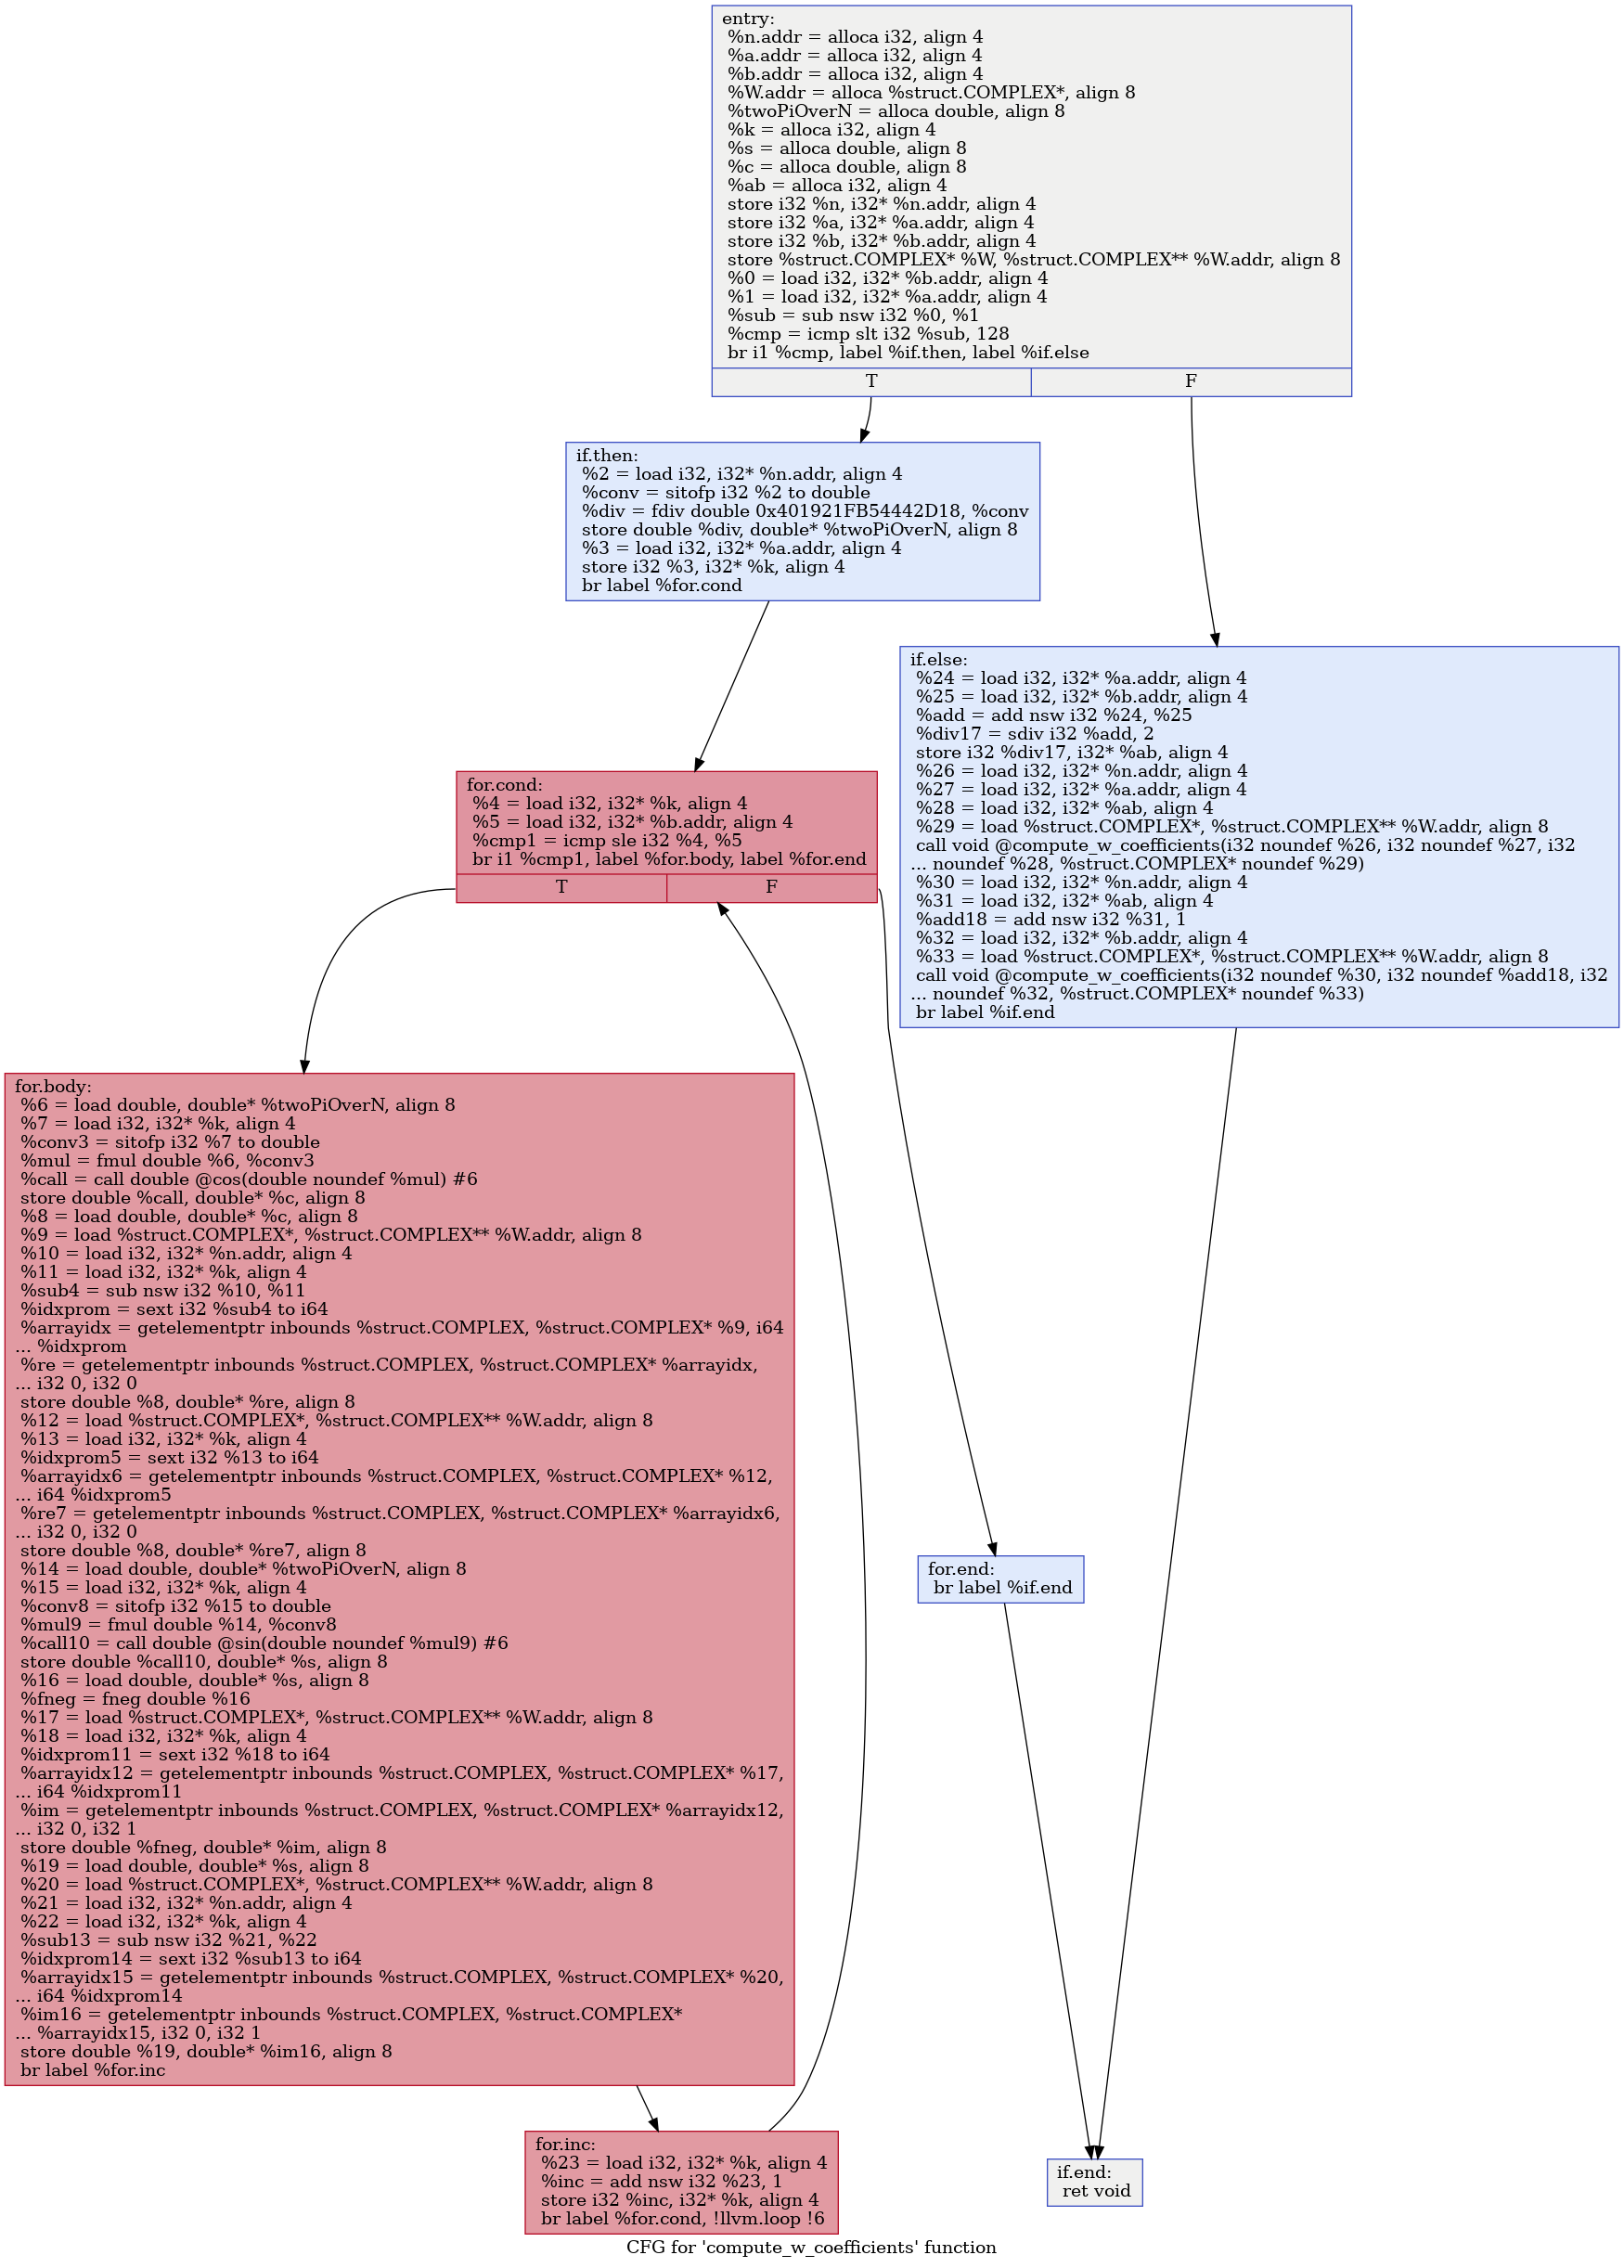 entry:
%n.addr = alloca i32, align 4
%a.addr = alloca i32, align 4
%b.addr = alloca i32, align 4
%W.addr = alloca %struct.COMPLEX*, align 8
%twoPiOverN = alloca double, align 8
%k = alloca i32, align 4
%s = alloca double, align 8
%c = alloca double, align 8
%ab = alloca i32, align 4
store i32 %n, i32* %n.addr, align 4
store i32 %a, i32* %a.addr, align 4
store i32 %b, i32* %b.addr, align 4
store %struct.COMPLEX* %W, %struct.COMPLEX** %W.addr, align 8
%0 = load i32, i32* %b.addr, align 4
%1 = load i32, i32* %a.addr, align 4
%sub = sub nsw i32 %0, %1
%cmp = icmp slt i32 %sub, 128
br i1 %cmp, label %if.then, label %if.else
T F
if.then:
%2 = load i32, i32* %n.addr, align 4
%conv = sitofp i32 %2 to double
%div = fdiv double 0x401921FB54442D18, %conv
store double %div, double* %twoPiOverN, align 8
%3 = load i32, i32* %a.addr, align 4
store i32 %3, i32* %k, align 4
br label %for.cond
if.else:
%24 = load i32, i32* %a.addr, align 4
%25 = load i32, i32* %b.addr, align 4
%add = add nsw i32 %24, %25
%div17 = sdiv i32 %add, 2
store i32 %div17, i32* %ab, align 4
%26 = load i32, i32* %n.addr, align 4
%27 = load i32, i32* %a.addr, align 4
%28 = load i32, i32* %ab, align 4
%29 = load %struct.COMPLEX*, %struct.COMPLEX** %W.addr, align 8
call void @compute_w_coefficients(i32 noundef %26, i32 noundef %27, i32
... noundef %28, %struct.COMPLEX* noundef %29)
%30 = load i32, i32* %n.addr, align 4
%31 = load i32, i32* %ab, align 4
%add18 = add nsw i32 %31, 1
%32 = load i32, i32* %b.addr, align 4
%33 = load %struct.COMPLEX*, %struct.COMPLEX** %W.addr, align 8
call void @compute_w_coefficients(i32 noundef %30, i32 noundef %add18, i32
... noundef %32, %struct.COMPLEX* noundef %33)
br label %if.end
for.cond:
%4 = load i32, i32* %k, align 4
%5 = load i32, i32* %b.addr, align 4
%cmp1 = icmp sle i32 %4, %5
br i1 %cmp1, label %for.body, label %for.end
T F
for.body:
%6 = load double, double* %twoPiOverN, align 8
%7 = load i32, i32* %k, align 4
%conv3 = sitofp i32 %7 to double
%mul = fmul double %6, %conv3
%call = call double @cos(double noundef %mul) #6
store double %call, double* %c, align 8
%8 = load double, double* %c, align 8
%9 = load %struct.COMPLEX*, %struct.COMPLEX** %W.addr, align 8
%10 = load i32, i32* %n.addr, align 4
%11 = load i32, i32* %k, align 4
%sub4 = sub nsw i32 %10, %11
%idxprom = sext i32 %sub4 to i64
%arrayidx = getelementptr inbounds %struct.COMPLEX, %struct.COMPLEX* %9, i64
... %idxprom
%re = getelementptr inbounds %struct.COMPLEX, %struct.COMPLEX* %arrayidx,
... i32 0, i32 0
store double %8, double* %re, align 8
%12 = load %struct.COMPLEX*, %struct.COMPLEX** %W.addr, align 8
%13 = load i32, i32* %k, align 4
%idxprom5 = sext i32 %13 to i64
%arrayidx6 = getelementptr inbounds %struct.COMPLEX, %struct.COMPLEX* %12,
... i64 %idxprom5
%re7 = getelementptr inbounds %struct.COMPLEX, %struct.COMPLEX* %arrayidx6,
... i32 0, i32 0
store double %8, double* %re7, align 8
%14 = load double, double* %twoPiOverN, align 8
%15 = load i32, i32* %k, align 4
%conv8 = sitofp i32 %15 to double
%mul9 = fmul double %14, %conv8
%call10 = call double @sin(double noundef %mul9) #6
store double %call10, double* %s, align 8
%16 = load double, double* %s, align 8
%fneg = fneg double %16
%17 = load %struct.COMPLEX*, %struct.COMPLEX** %W.addr, align 8
%18 = load i32, i32* %k, align 4
%idxprom11 = sext i32 %18 to i64
%arrayidx12 = getelementptr inbounds %struct.COMPLEX, %struct.COMPLEX* %17,
... i64 %idxprom11
%im = getelementptr inbounds %struct.COMPLEX, %struct.COMPLEX* %arrayidx12,
... i32 0, i32 1
store double %fneg, double* %im, align 8
%19 = load double, double* %s, align 8
%20 = load %struct.COMPLEX*, %struct.COMPLEX** %W.addr, align 8
%21 = load i32, i32* %n.addr, align 4
%22 = load i32, i32* %k, align 4
%sub13 = sub nsw i32 %21, %22
%idxprom14 = sext i32 %sub13 to i64
%arrayidx15 = getelementptr inbounds %struct.COMPLEX, %struct.COMPLEX* %20,
... i64 %idxprom14
%im16 = getelementptr inbounds %struct.COMPLEX, %struct.COMPLEX*
... %arrayidx15, i32 0, i32 1
store double %19, double* %im16, align 8
br label %for.inc
for.end:
br label %if.end
for.inc:
%23 = load i32, i32* %k, align 4
%inc = add nsw i32 %23, 1
store i32 %inc, i32* %k, align 4
br label %for.cond, !llvm.loop !6
if.end:
ret void
CFG for 'compute_w_coefficients' function